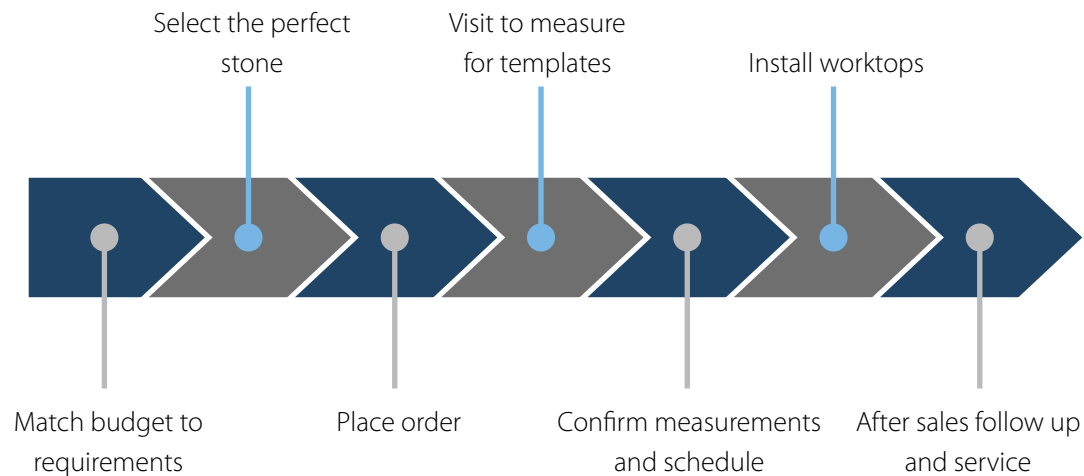 Select the perfect
stone
Visit to measure
for templates
Install worktops
Match budget to
requirements
Place order
Confirm measurements
and schedule
After sales follow up
and service